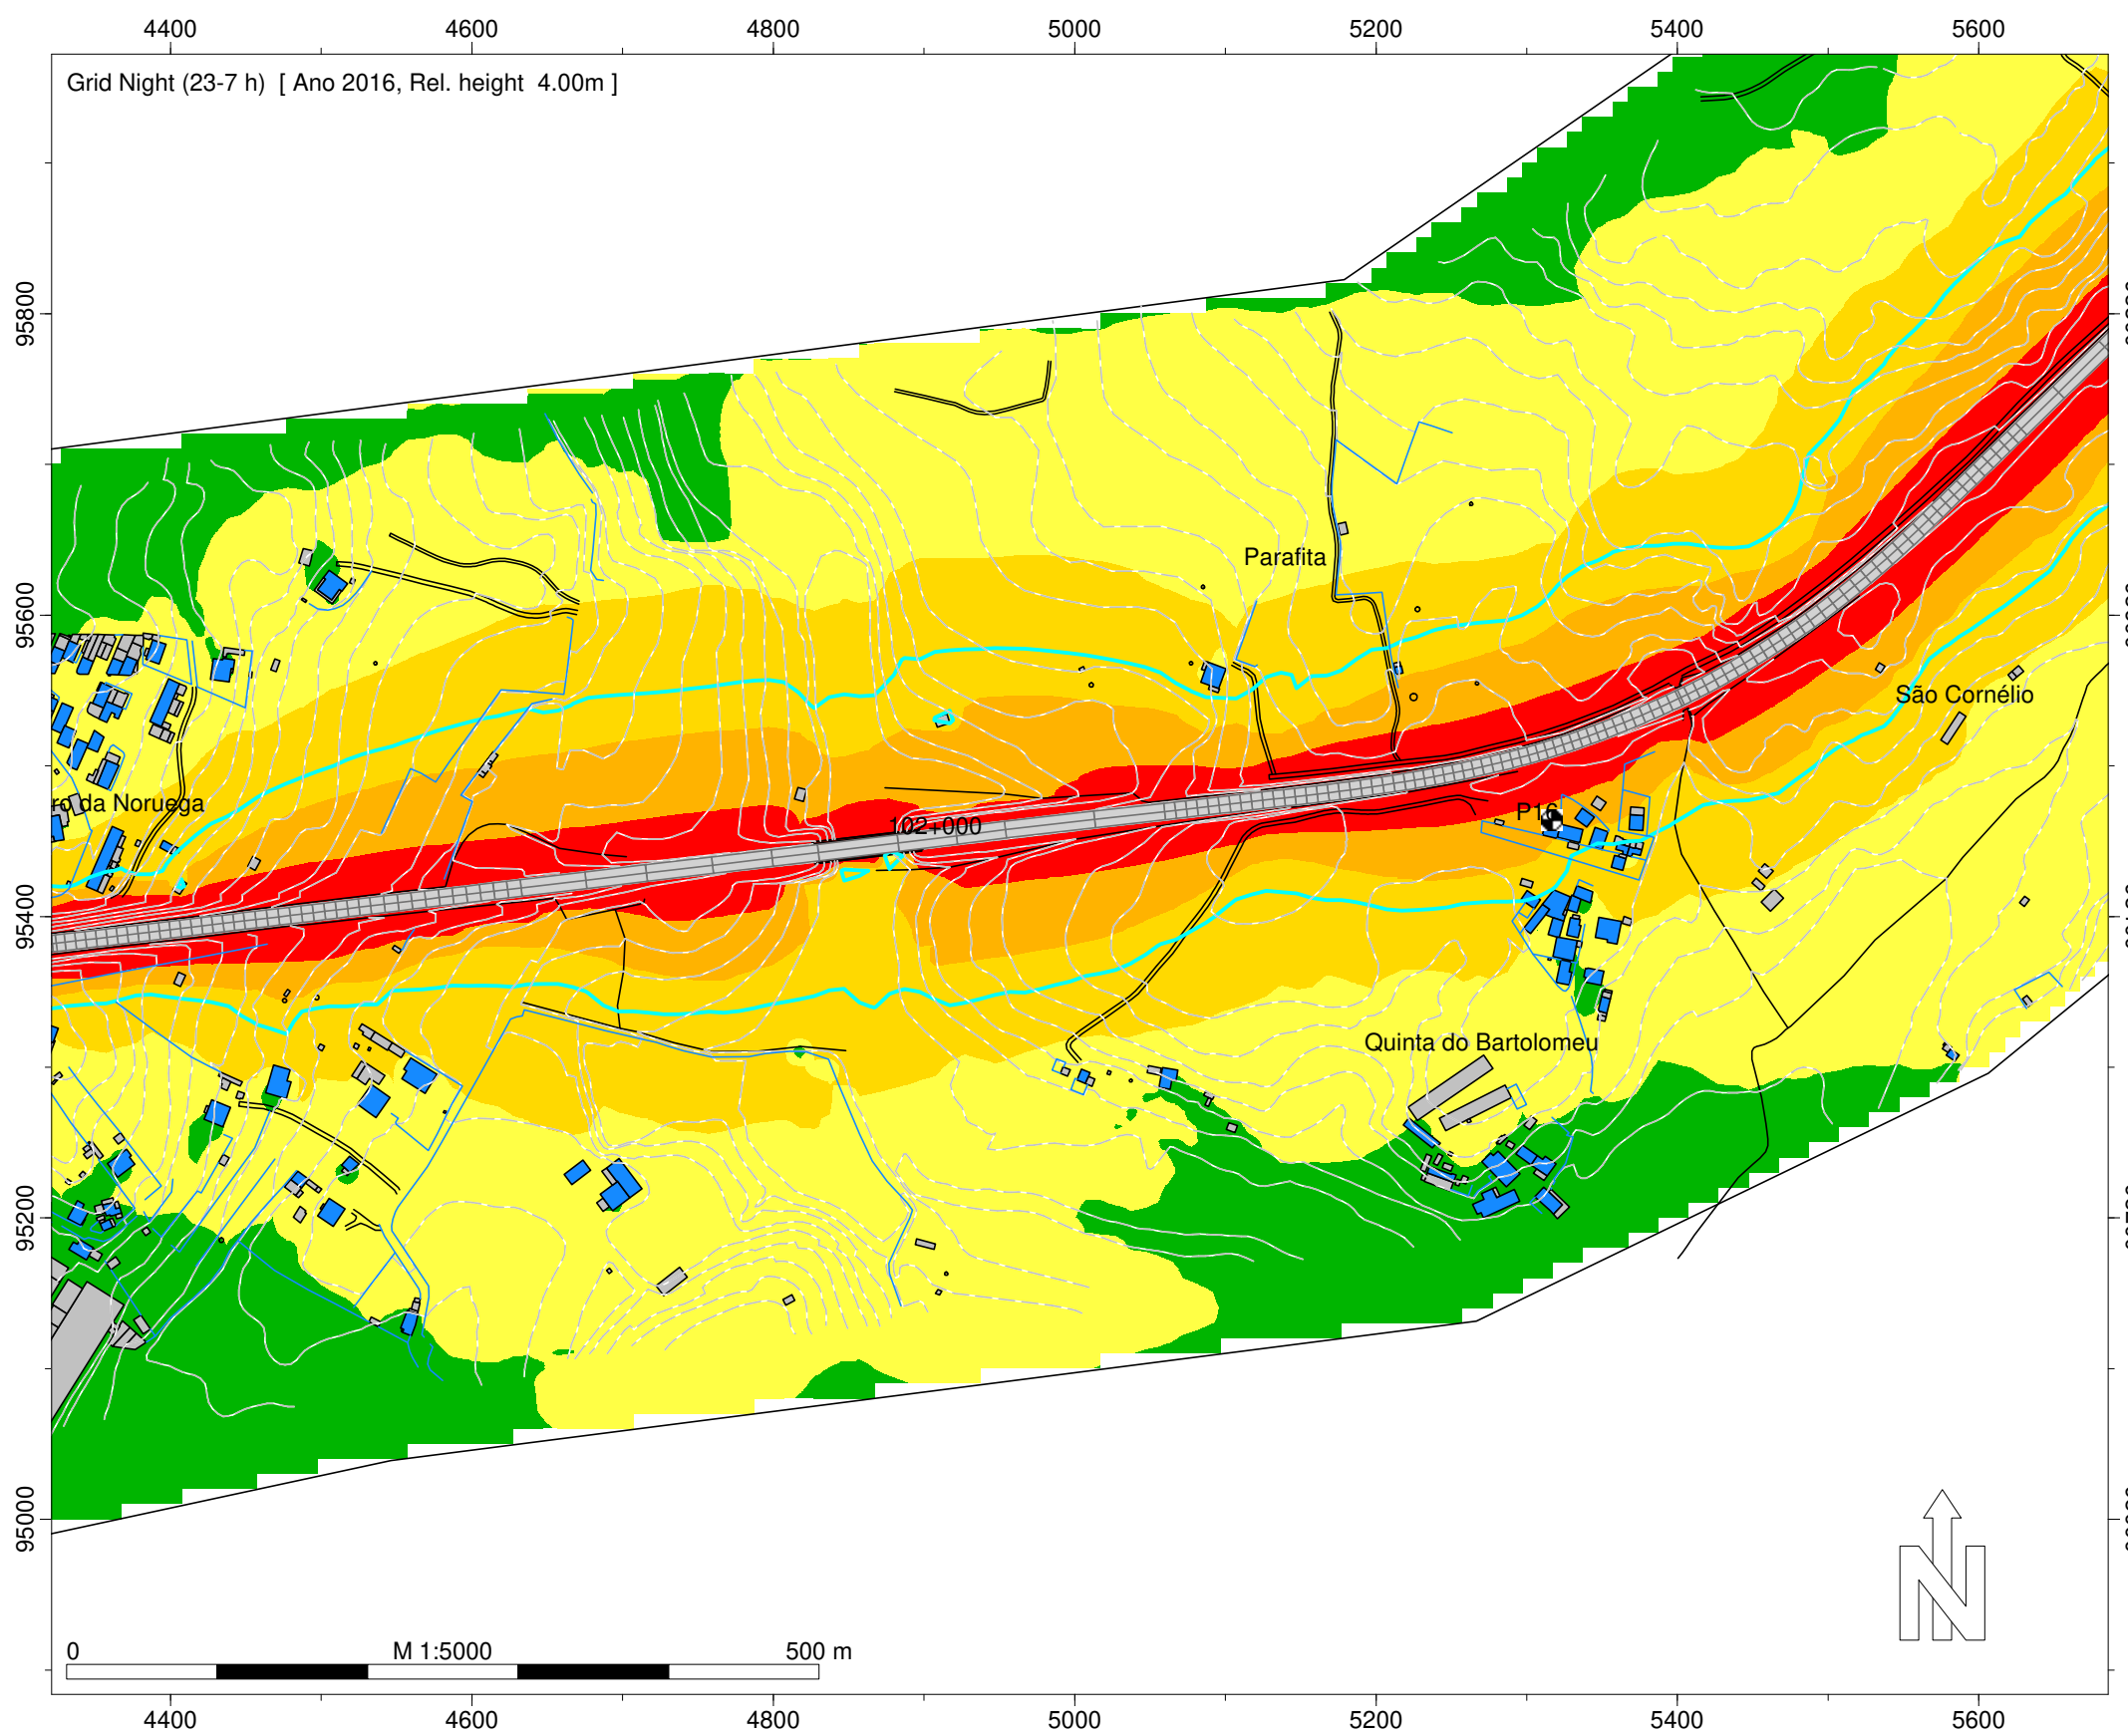 4400 4600 4800 5000 5200 5400 5600
Grid Night (23-7 h) [ Ano 2016, Rel. height 4.00m ]
95800
Parafita
95600
São Cornélio
ro da Noruega
P16
102+000
95400
Quinta do Bartolomeu
95200
95000
N
0 M 1:5000 500 m
4400 4600 4800 5000 5200 5400 5600